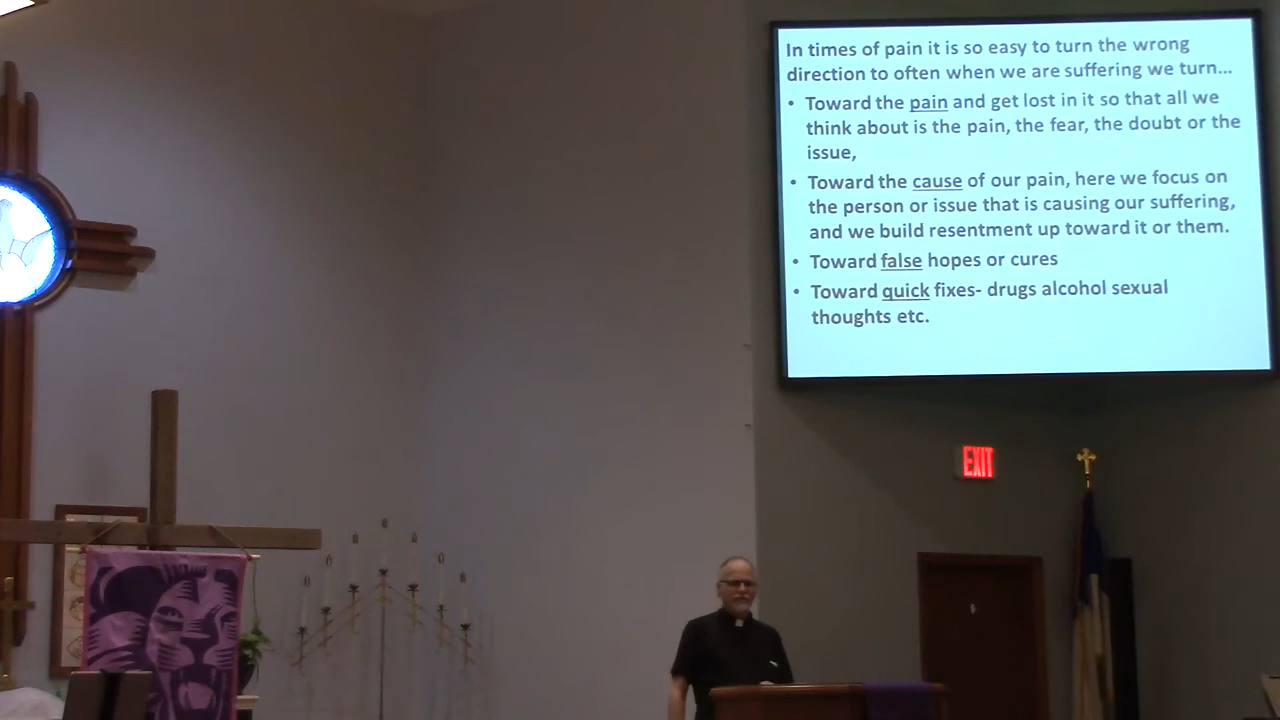 In times of pain it is so easy to turn the wrong
direction to often when we are suffering we turn...
• Toward the pain and get lost in it so that all we
think about is the pain, the fear, the doubt or the
issue,
• Toward the cause of our pain, here we focus on
the person or issue that is causing our suffering,
and we build resentment up toward it or them.
• Toward false hopes or cures
• Toward quick fixes- drugs alcohol sexual
thoughts etc.
EXIT